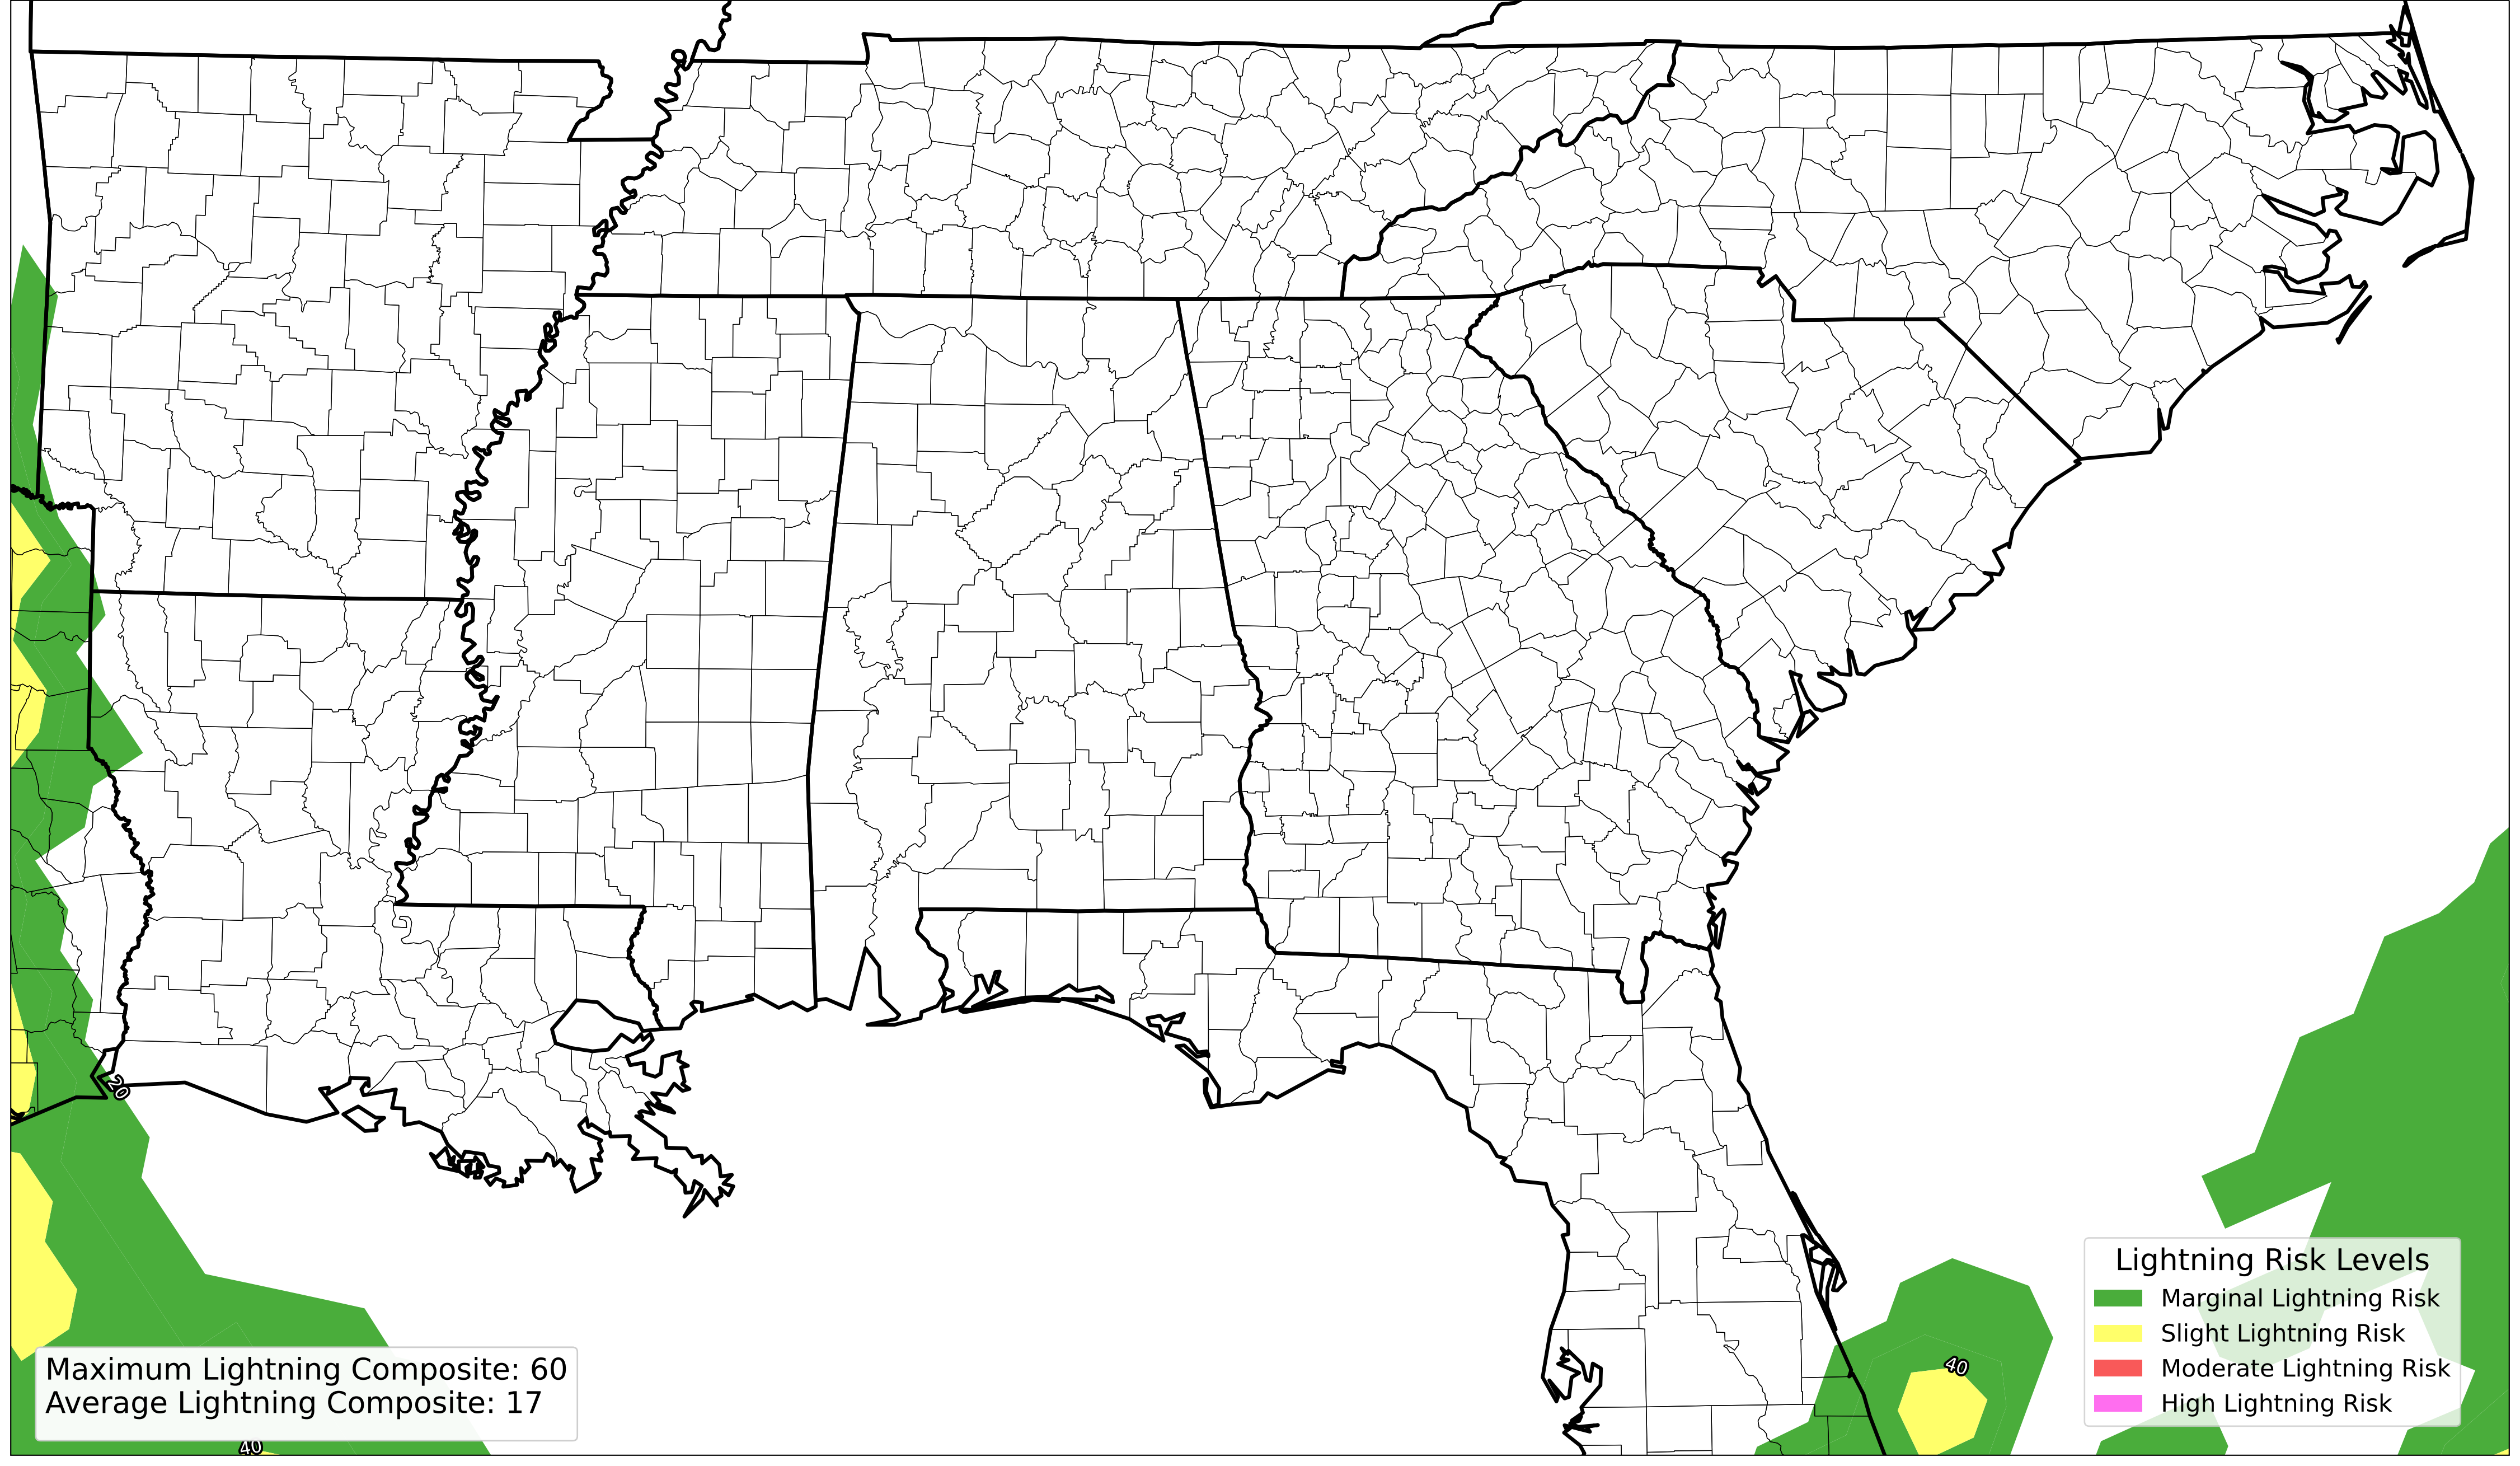 20
40
Lightning Risk Levels
Marginal Lightning Risk
Slight Lightning Risk
Moderate Lightning Risk
High Lightning Risk
Maximum Lightning Composite: 60
Average Lightning Composite: 17
40